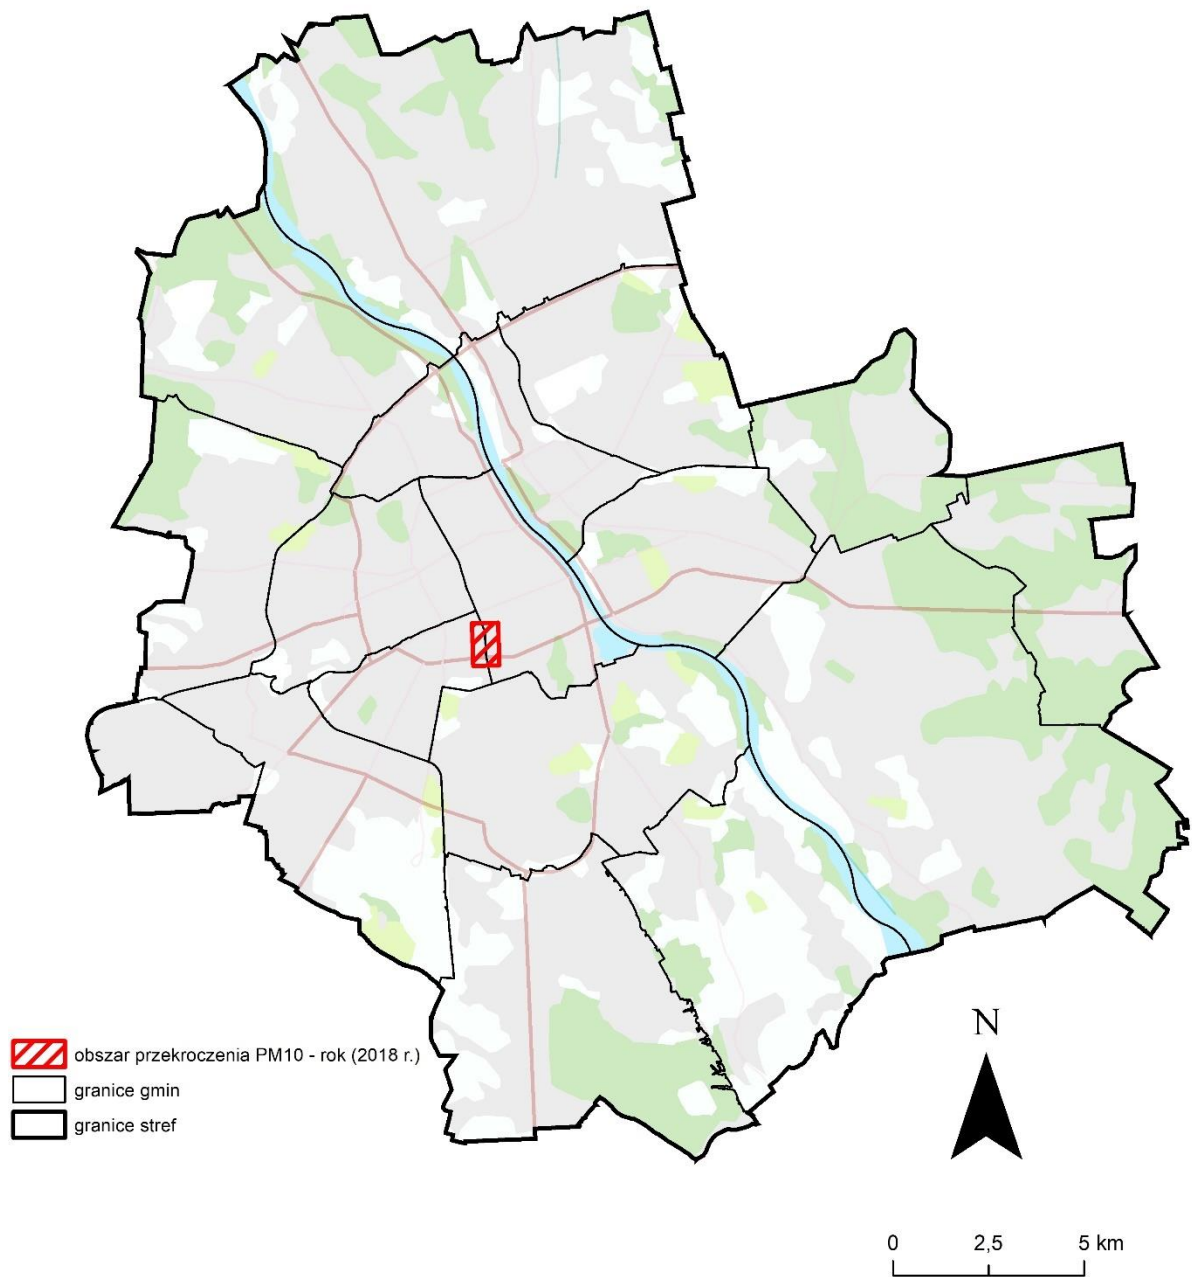 obszar przekroczenia PM10 - rok (2018 r.)
granice gmin
granice stref
N
0 2,5 5 km